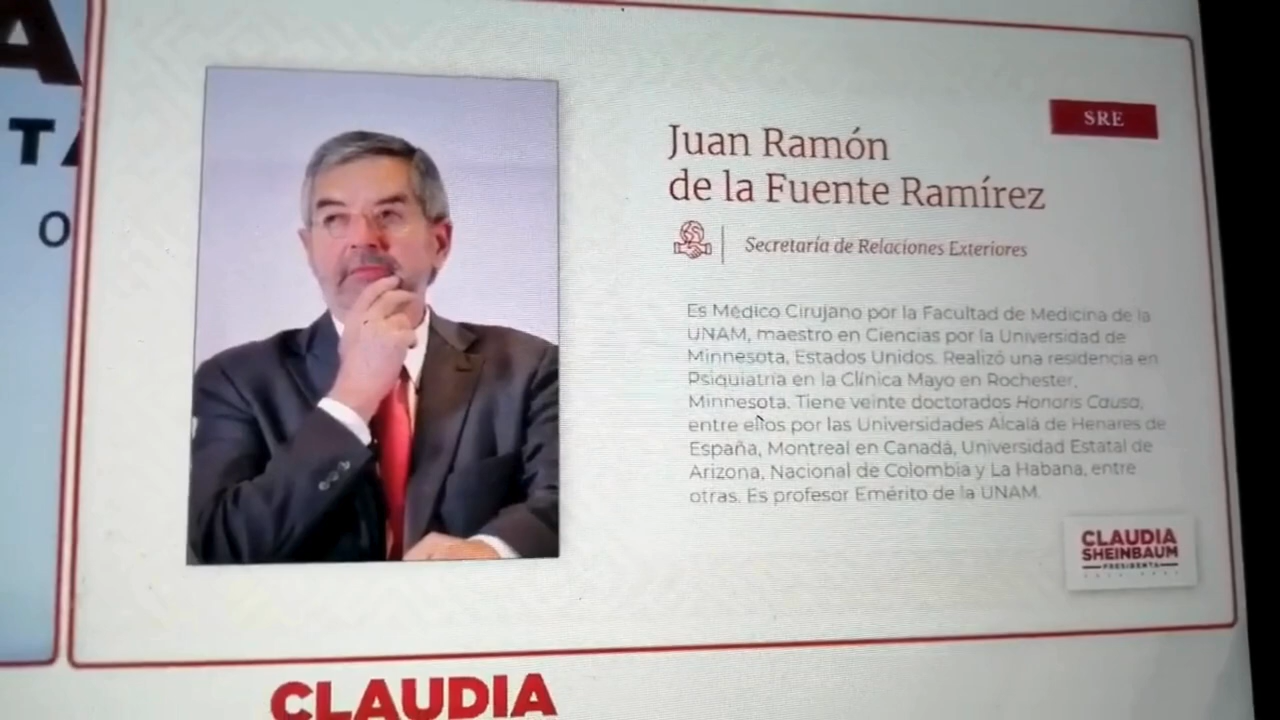 A
TA
O
SRE
Juan Ramón
de la Fuente Ramírez
Secretaría de Relaciones Exteriores
Es Médico Cirujano por la Facultad de Medicina de la
UNAM, maestro en Ciencias por la Universidad de
Minnesota, Estados Unidos. Realizó una residencia en
Psiquiatría en la Clínica Mayo en Rochester,
Minnesota. Tiene veinte doctorados Honoris Causa,
entre ellos por las Universidades Alcalá de Henares de
España, Montreal en Canadá, Universidad Estatal de
Arizona, Nacional de Colombia y La Habana, entre
otras. Es profesor Emérito de la UNAM.
CLAUDIA
SHEINBAUM
PRESIDENTA
CLAUDIA